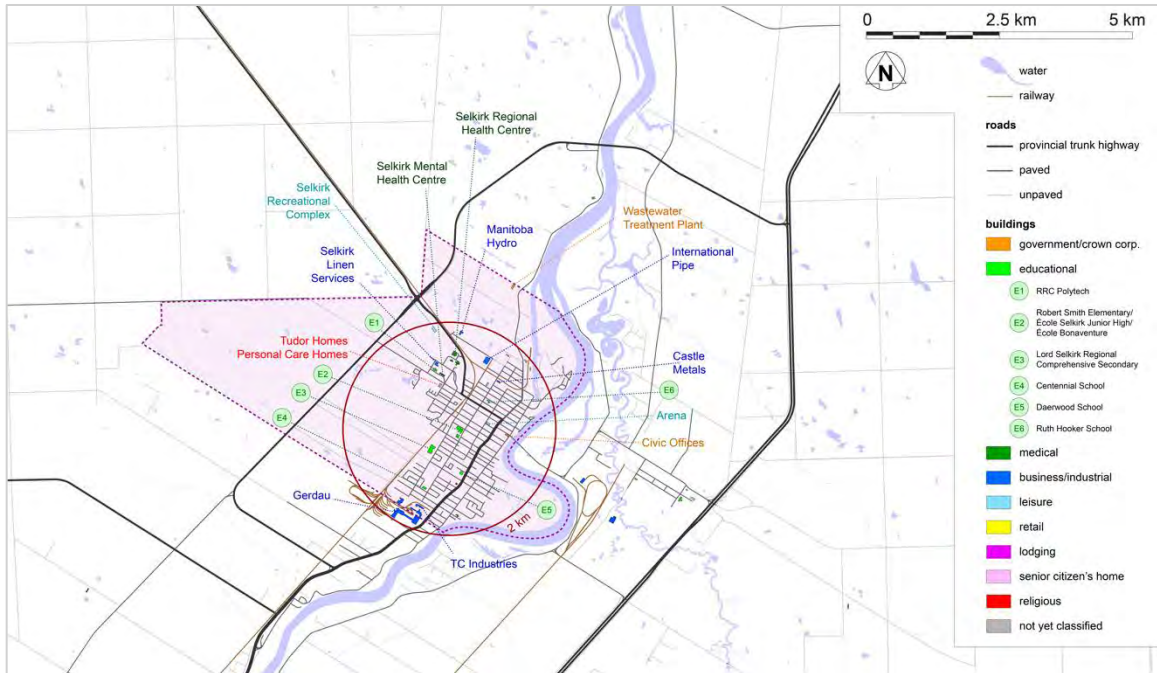 0 2.5 km 5 km
N
water
railway
roads
provincial trunk highway
paved
unpaved
buildings
government/crown corp.
educational
E1 RRC Polytech
E2 Robert Smith Elementary/
École Selkirk Junior High/
École Bonaventure
E3 Lord Selkirk Regional
Comprehensive Secondary
E4 Centennial School
E5 Daerwood School
E6 Ruth Hooker School
medical
business/industrial
leisure
retail
lodging
senior citizen's home
religious
not yet classified
Selkirk Regional
Health Centre
Selkirk Mental
Health Centre
Selkirk
Recreational
Complex
Wastewater
Treatment Plant
Manitoba
Hydro
International
Pipe
Selkirk
Linen
Services
E1
Tudor Homes
Personal Care Homes
Castle
Metals
E2
E3
E4
E6
Arena
Civic Offices
Gerdau
E5
2 km
TC Industries